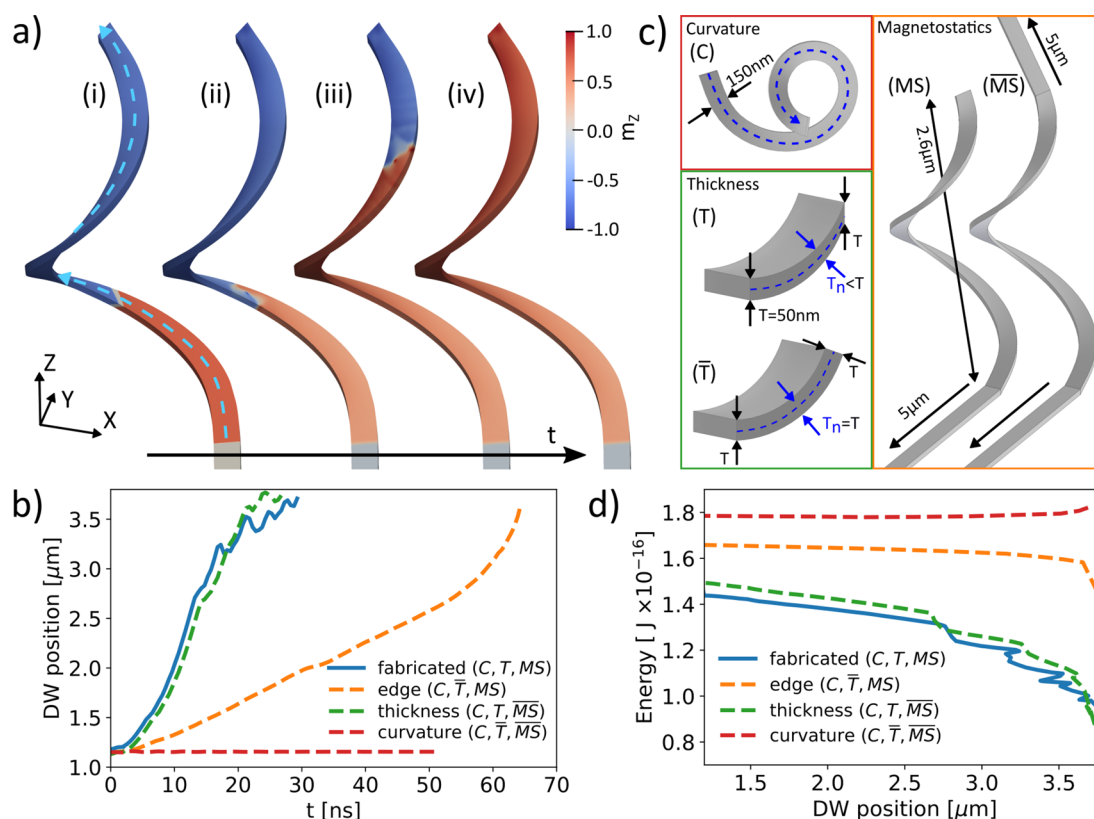 a)
(i)
(ii)
(iii)
(iv)
1.0
0.5
0.0
-0.5
-1.0
m_z
Z
Y
X
t
c)
Curvature
(C)
150nm
Thickness
(T)
T
T_n<T
T=50nm
(T̅)
T
T_n=T
T
Magnetostatics
5μm
(MS)
(M̅S̅)
2.6μm
5μm
b)
DW position [μm]
3.5
3.0
2.5
2.0
1.5
1.0
fabricated (C, T, MS)
edge (C, T̅, MS)
thickness (C, T, M̅S̅)
curvature (C, T̅, M̅S̅)
0 10 20 30 40 50 60 70
t [ns]
d)
Energy [ J ×10⁻¹⁶]
1.8
1.6
1.4
1.2
1.0
0.8
fabricated (C, T, MS)
edge (C, T̅, MS)
thickness (C, T, M̅S̅)
curvature (C, T̅, M̅S̅)
1.5 2.0 2.5 3.0 3.5
DW position [μm]